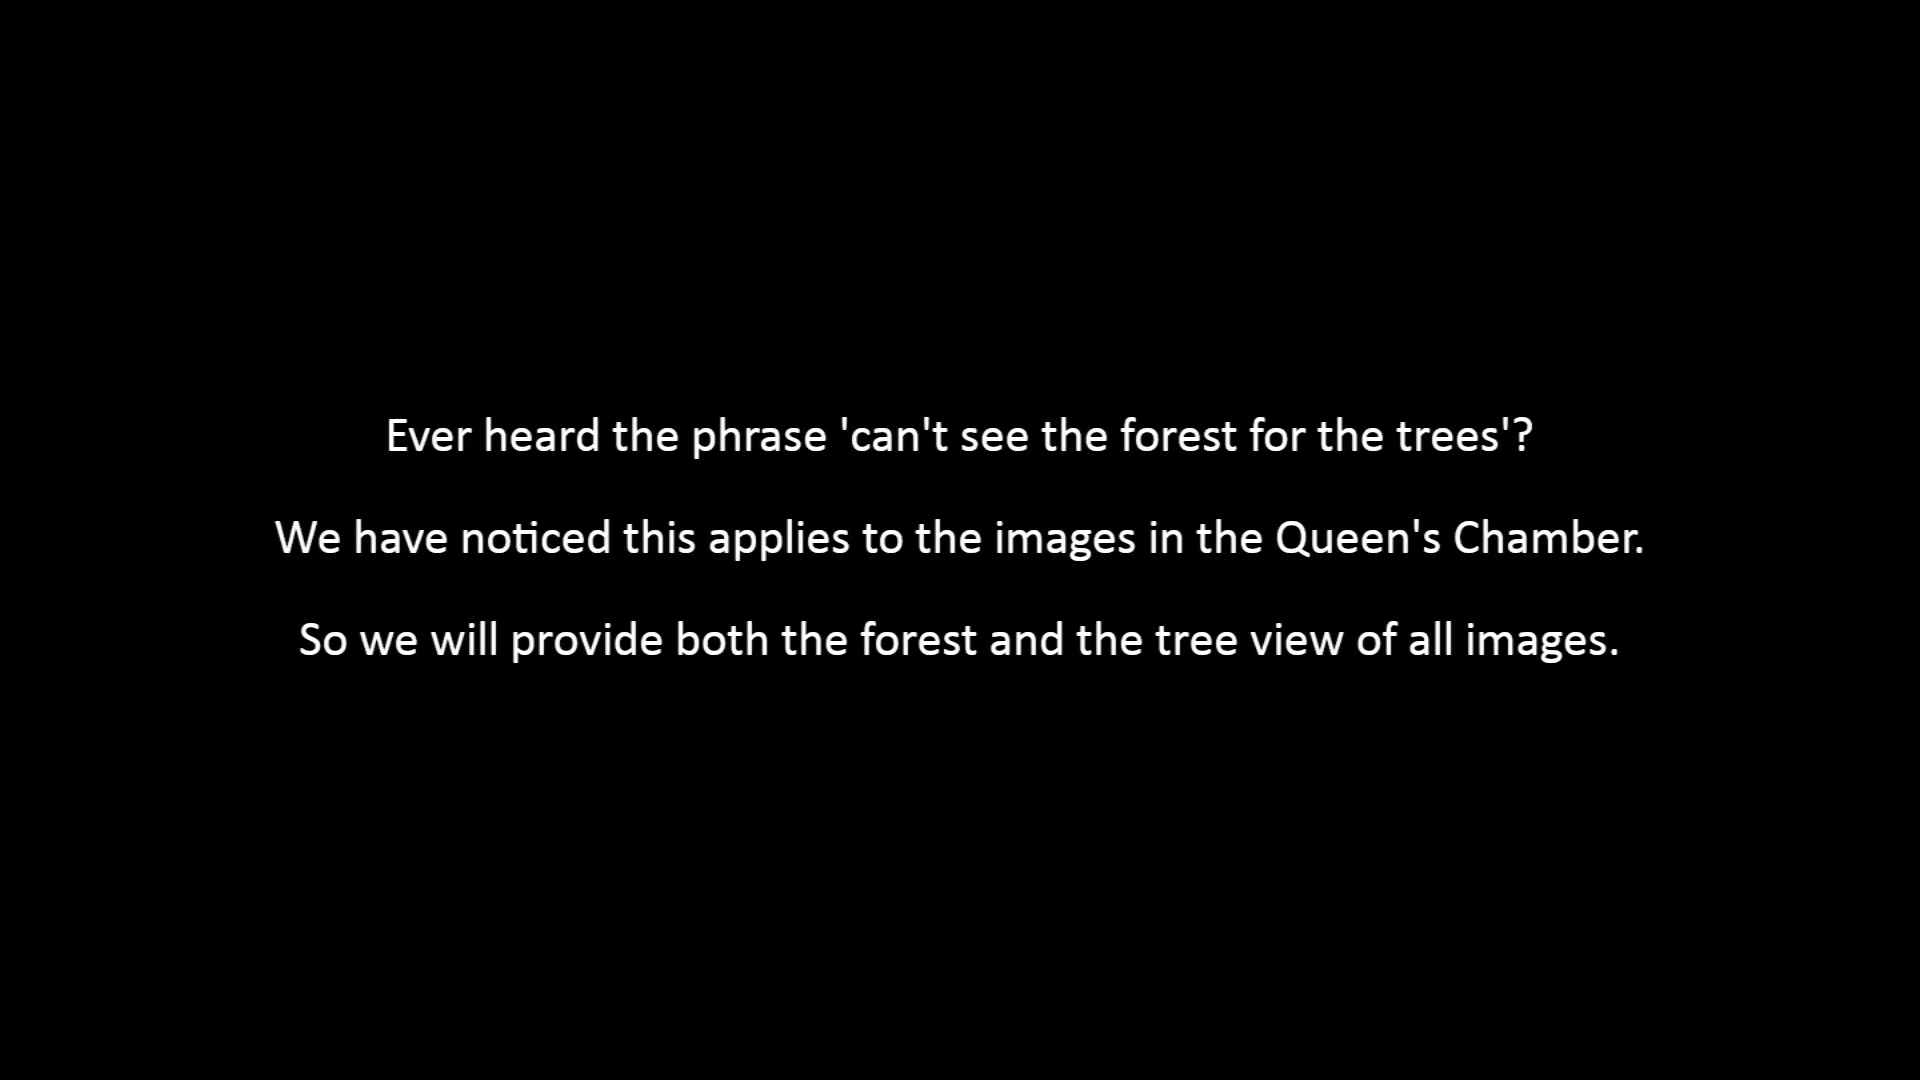 Ever heard the phrase 'can't see the forest for the trees'?
We have noticed this applies to the images in the Queen's Chamber.
So we will provide both the forest and the tree view of all images.